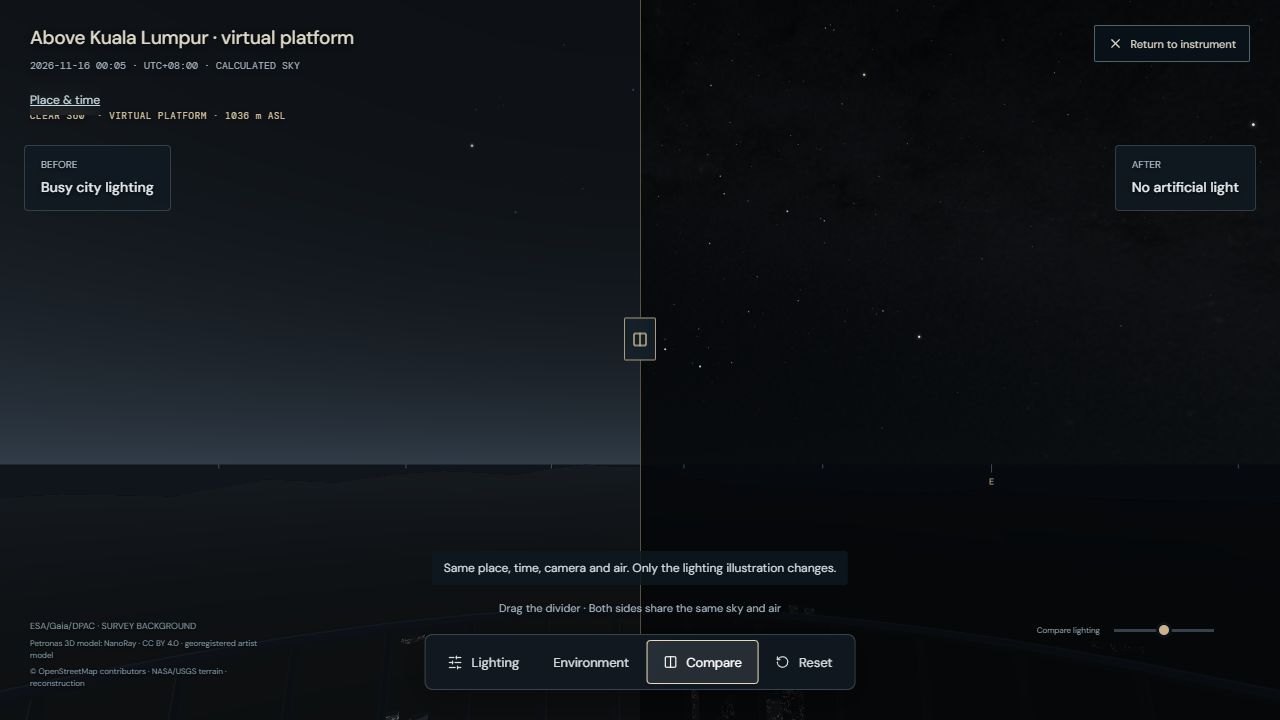 Above Kuala Lumpur · virtual platform
2026-11-16 00:05 · UTC+08:00 · CALCULATED SKY
Place & time
CLEAR 360° · VIRTUAL PLATFORM · 1036 m ASL
Return to instrument
BEFORE
Busy city lighting
AFTER
No artificial light
E
Same place, time, camera and air. Only the lighting illustration changes.
Drag the divider · Both sides share the same sky and air
Compare lighting
ESA/Gaia/DPAC · SURVEY BACKGROUND
Petronas 3D model: NanoRay · CC BY 4.0 · georegistered artist
model
© OpenStreetMap contributors · NASA/USGS terrain ·
reconstruction
Lighting
Environment
Compare
Reset